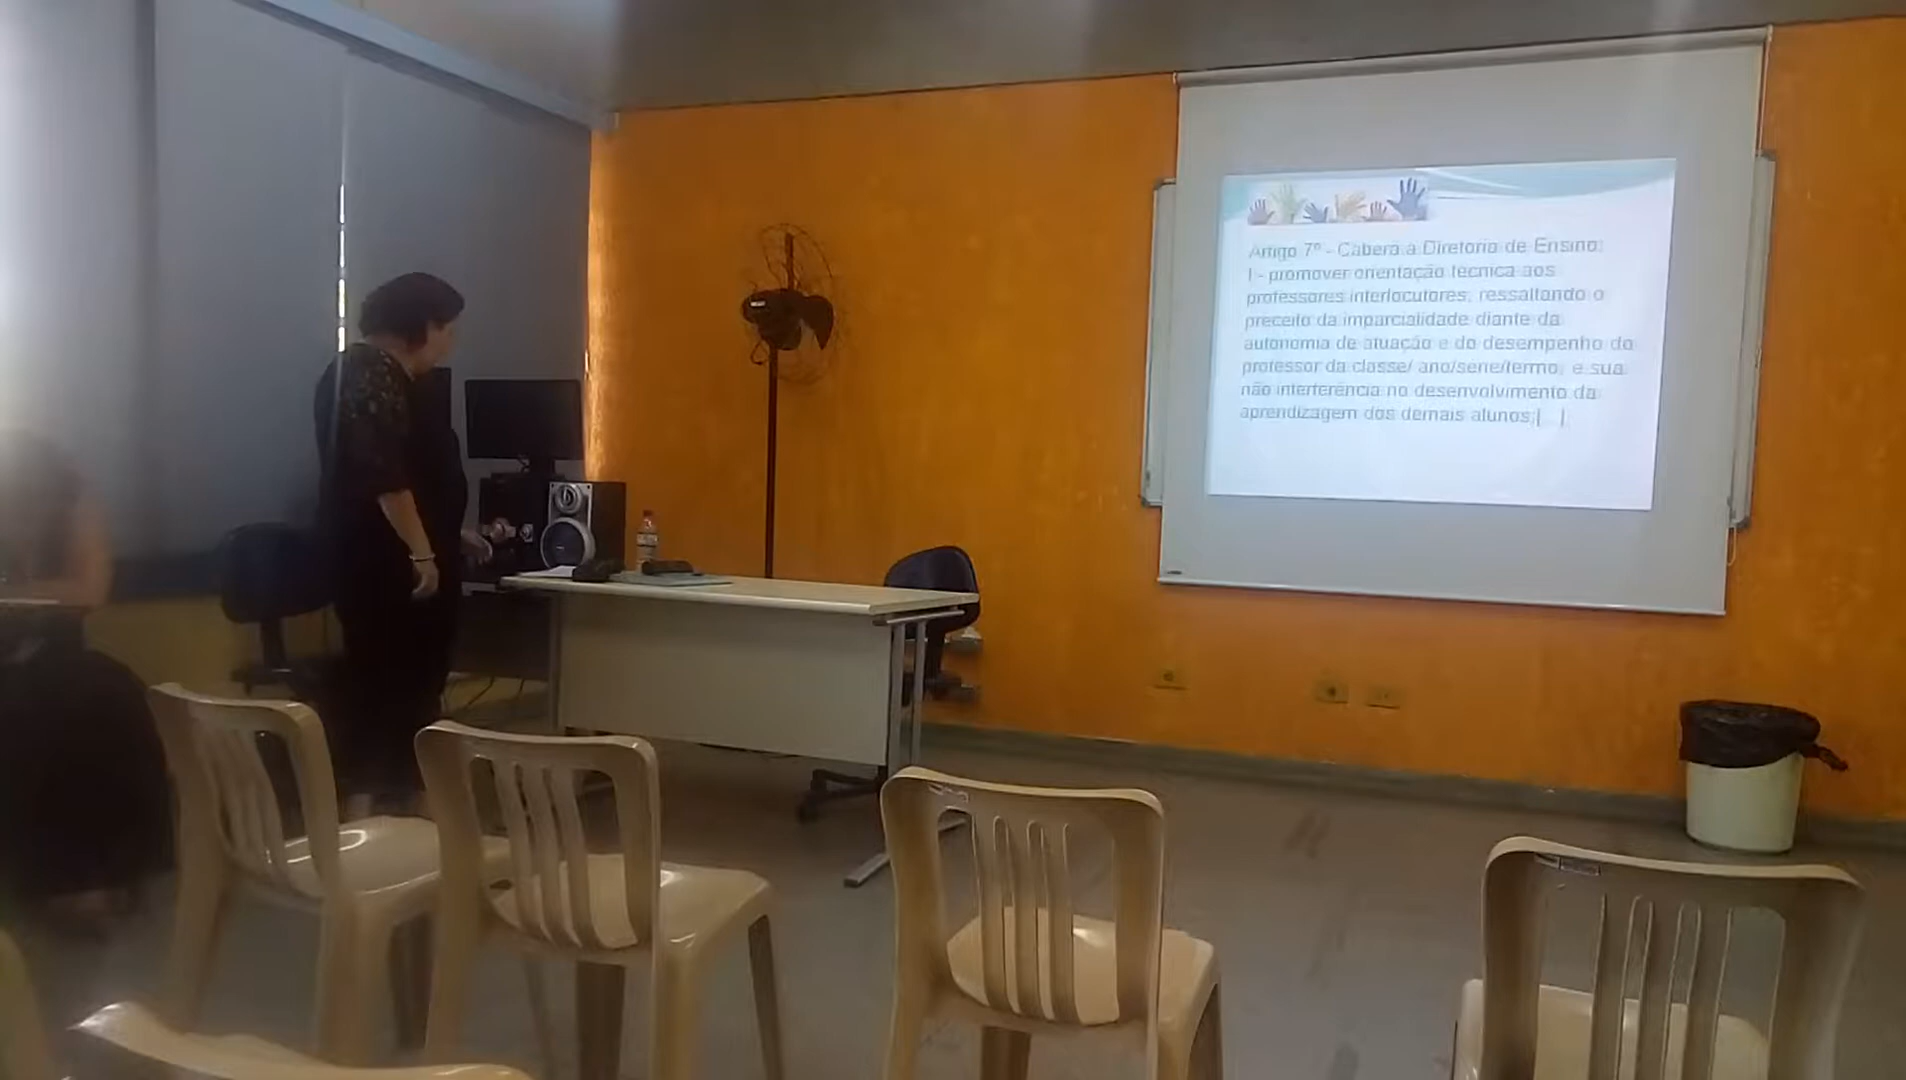 Artigo 7º - Caberá à Diretoria de Ensino:
I - promover orientação técnica aos
professores interlocutores, ressaltando o
preceito da imparcialidade diante da
autonomia de atuação e do desempenho do
professor da classe/ ano/série/termo, e sua
não interferência no desenvolvimento da
aprendizagem dos demais alunos;[...]